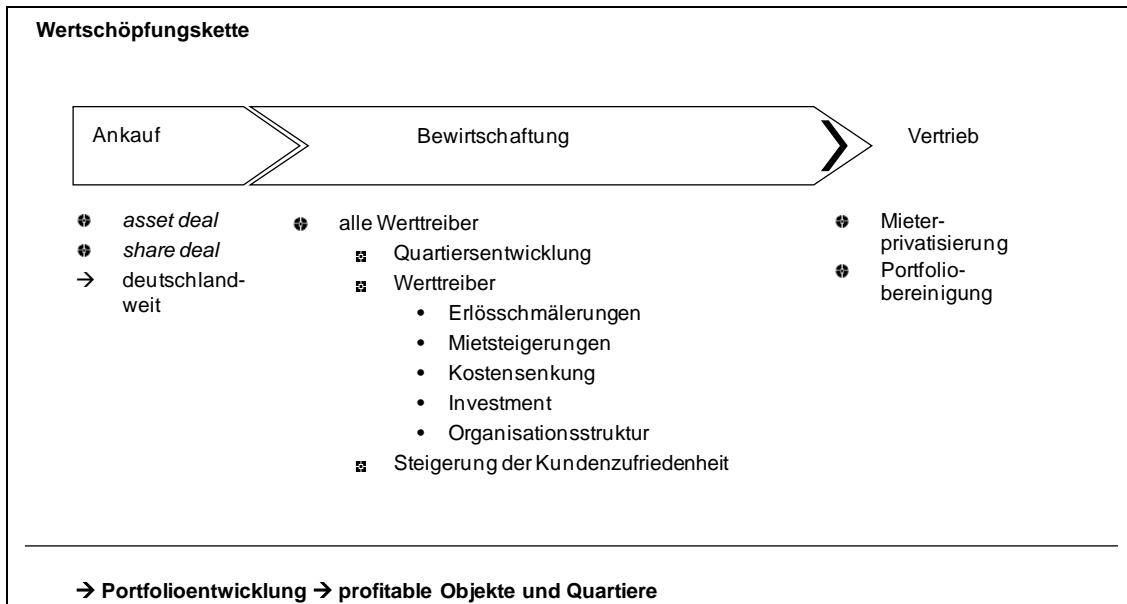 Wertschöpfungskette
Ankauf
Bewirtschaftung
Vertrieb
asset deal
share deal
→ deutschland-
weit
alle Werttreiber
Quartiersentwicklung
Werttreiber
• Erlösschmälerungen
• Mietsteigerungen
• Kostensenkung
• Investment
• Organisationsstruktur
Steigerung der Kundenzufriedenheit
Mieter-
privatisierung
Portfolio-
bereinigung
→ Portfolioentwicklung → profitable Objekte und Quartiere